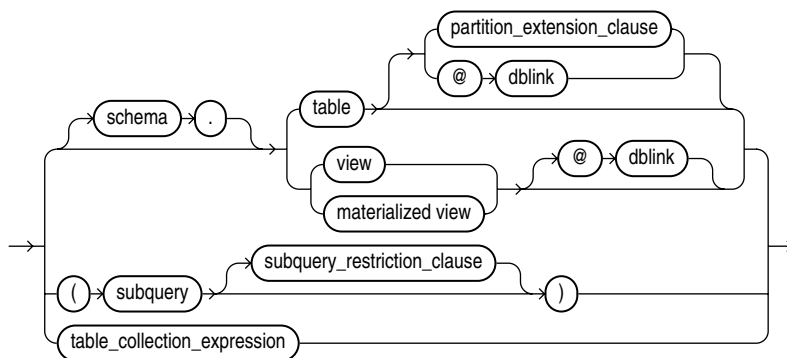 partition_extension_clause
@ dblink
schema . table
view @ dblink
materialized view
subquery_restriction_clause
( subquery )
table_collection_expression